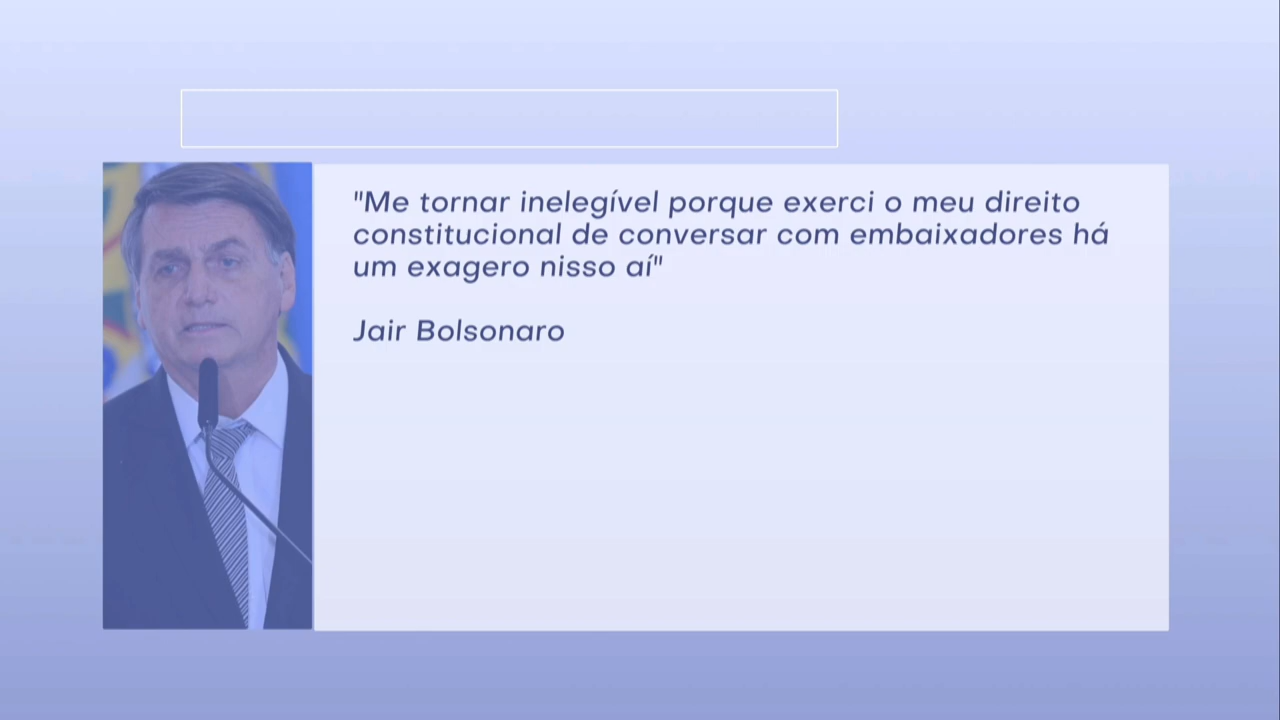 "Me tornar inelegível porque exerci o meu direito
constitucional de conversar com embaixadores há
um exagero nisso aí"
Jair Bolsonaro